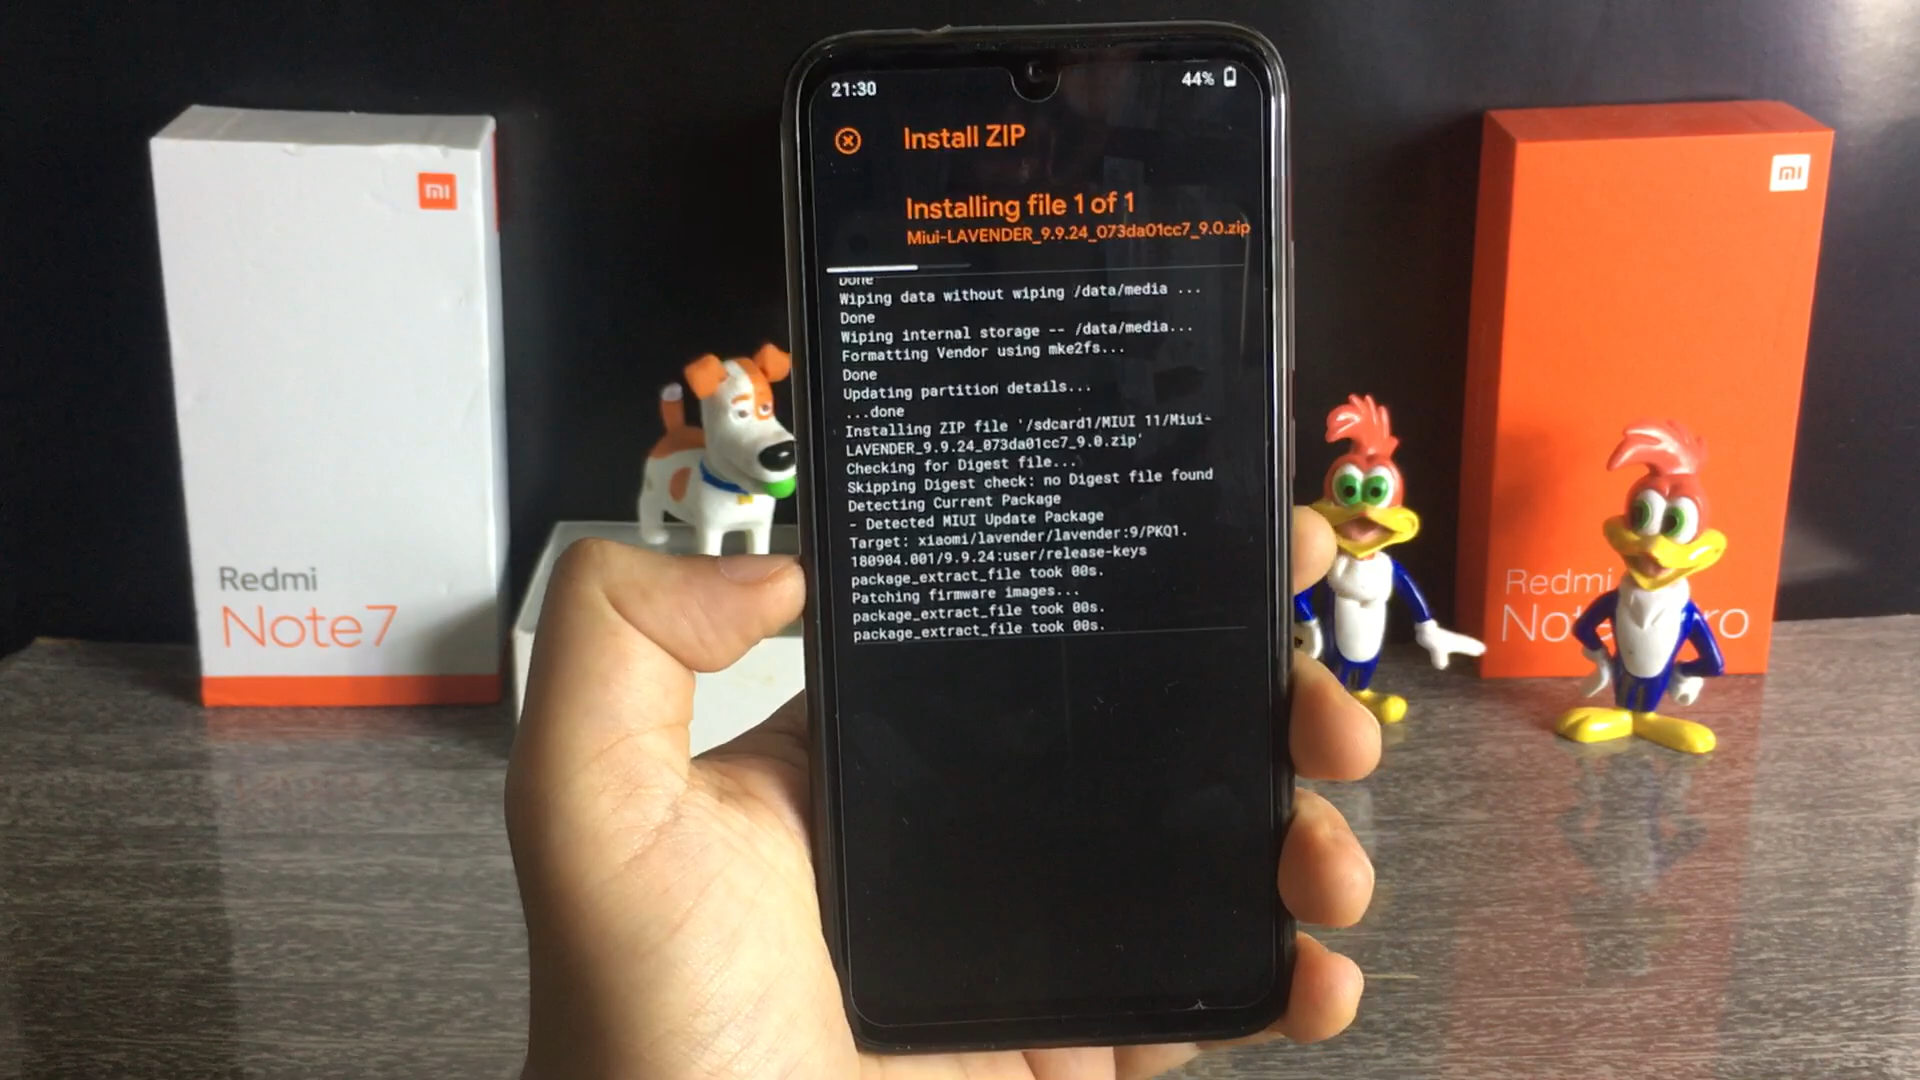 21:30
44%
Install ZIP
Installing file 1 of 1
Miui-LAVENDER_9.9.24_073da01cc7_9.0.zip
Done
Wiping data without wiping /data/media ...
Done
Wiping internal storage -- /data/media...
Formatting Vendor using mke2fs...
Done
Updating partition details...
...done
Installing ZIP file '/sdcard1/MIUI 11/Miui-
LAVENDER_9.9.24_073da01cc7_9.0.zip'
Checking for Digest file...
Skipping Digest check: no Digest file found
Detecting Current Package
- Detected MIUI Update Package
Target: xiaomi/lavender/lavender:9/PKQ1.
180904.001/9.9.24:user/release-keys
package_extract_file took 00s.
Patching firmware images...
package_extract_file took 00s.
package_extract_file took 00s.
mi
Redmi
Note7
mi
Redmi